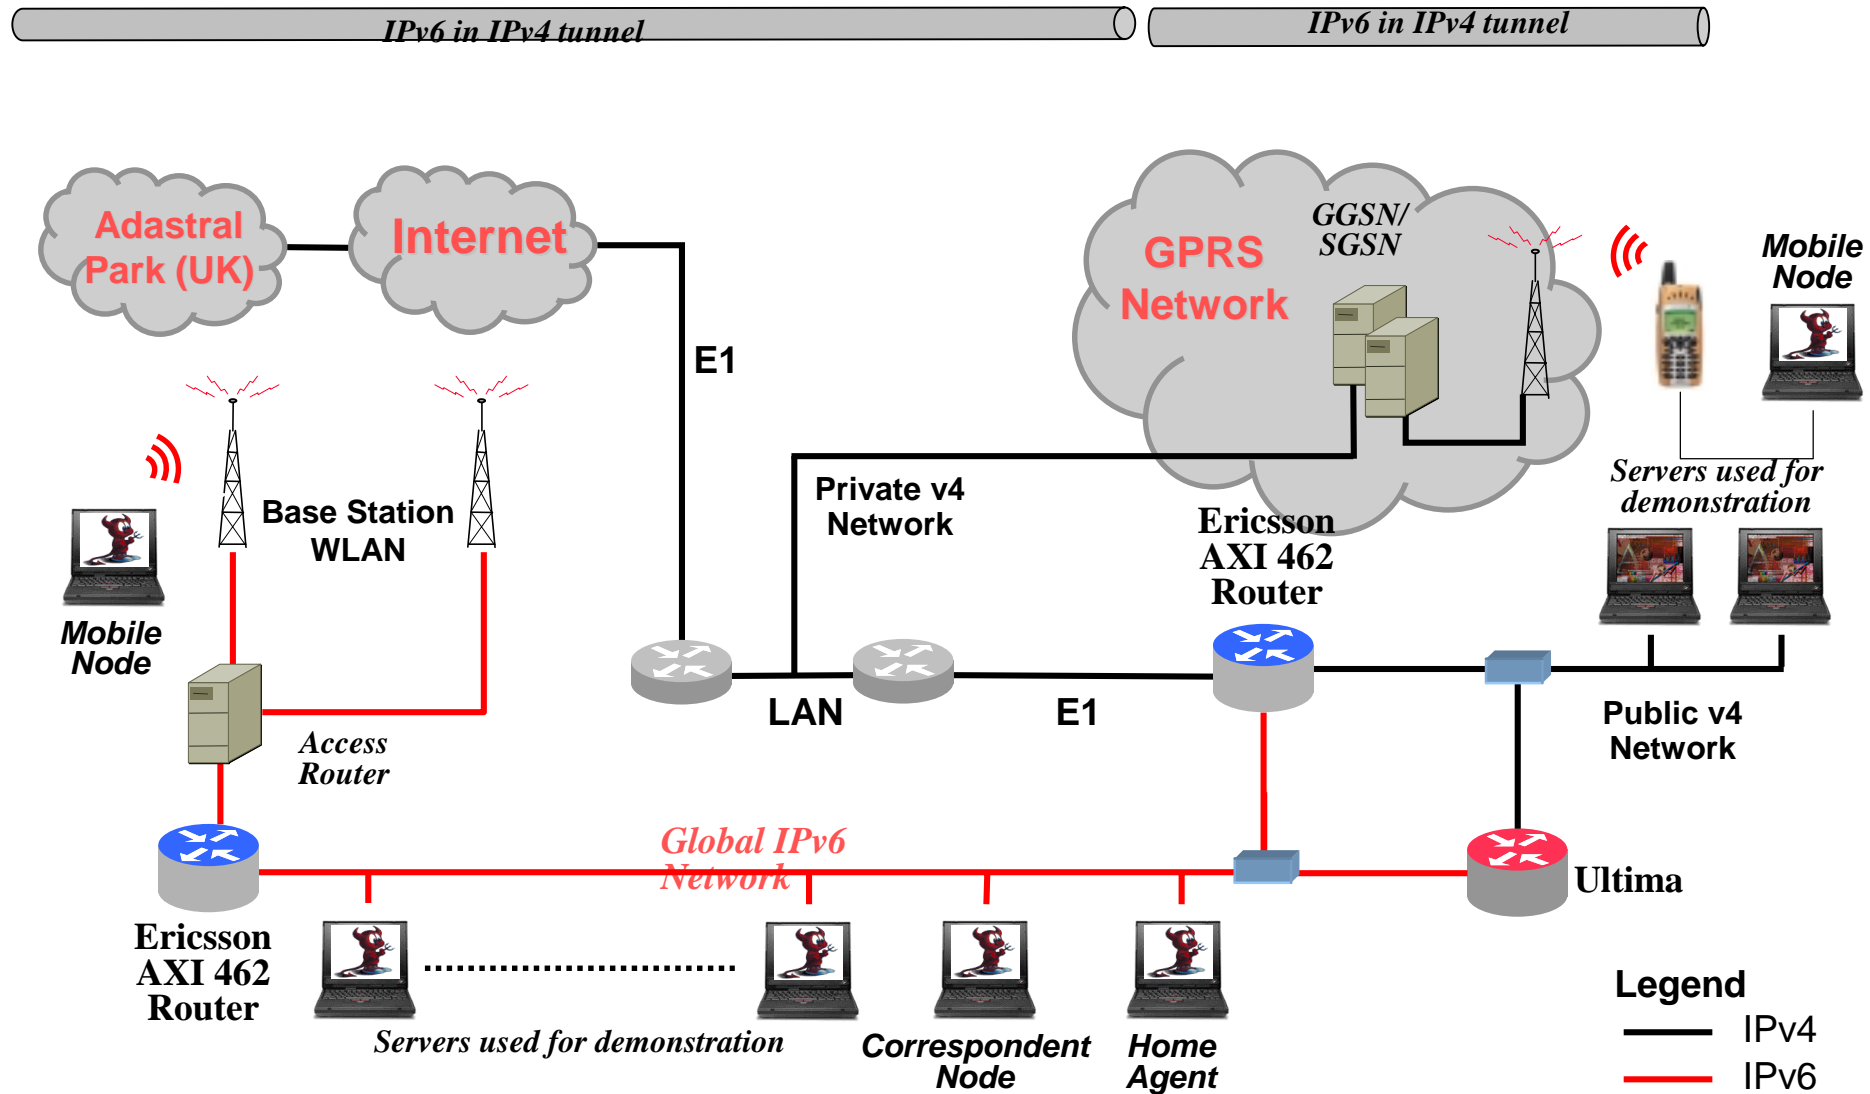 IPv6 in IPv4 tunnel
IPv6 in IPv4 tunnel
Adastral
Park (UK)
Internet
GPRS
Network
GGSN/
SGSN
Mobile
Node
E1
Base Station
WLAN
Mobile
Node
Private v4
Network
Ericsson
AXI 462
Router
Servers used for
demonstration
LAN
E1
Public v4
Network
Access
Router
Global IPv6
Network
Ultima
Ericsson
AXI 462
Router
Servers used for demonstration
Correspondent
Node
Home
Agent
Legend
IPv4
IPv6